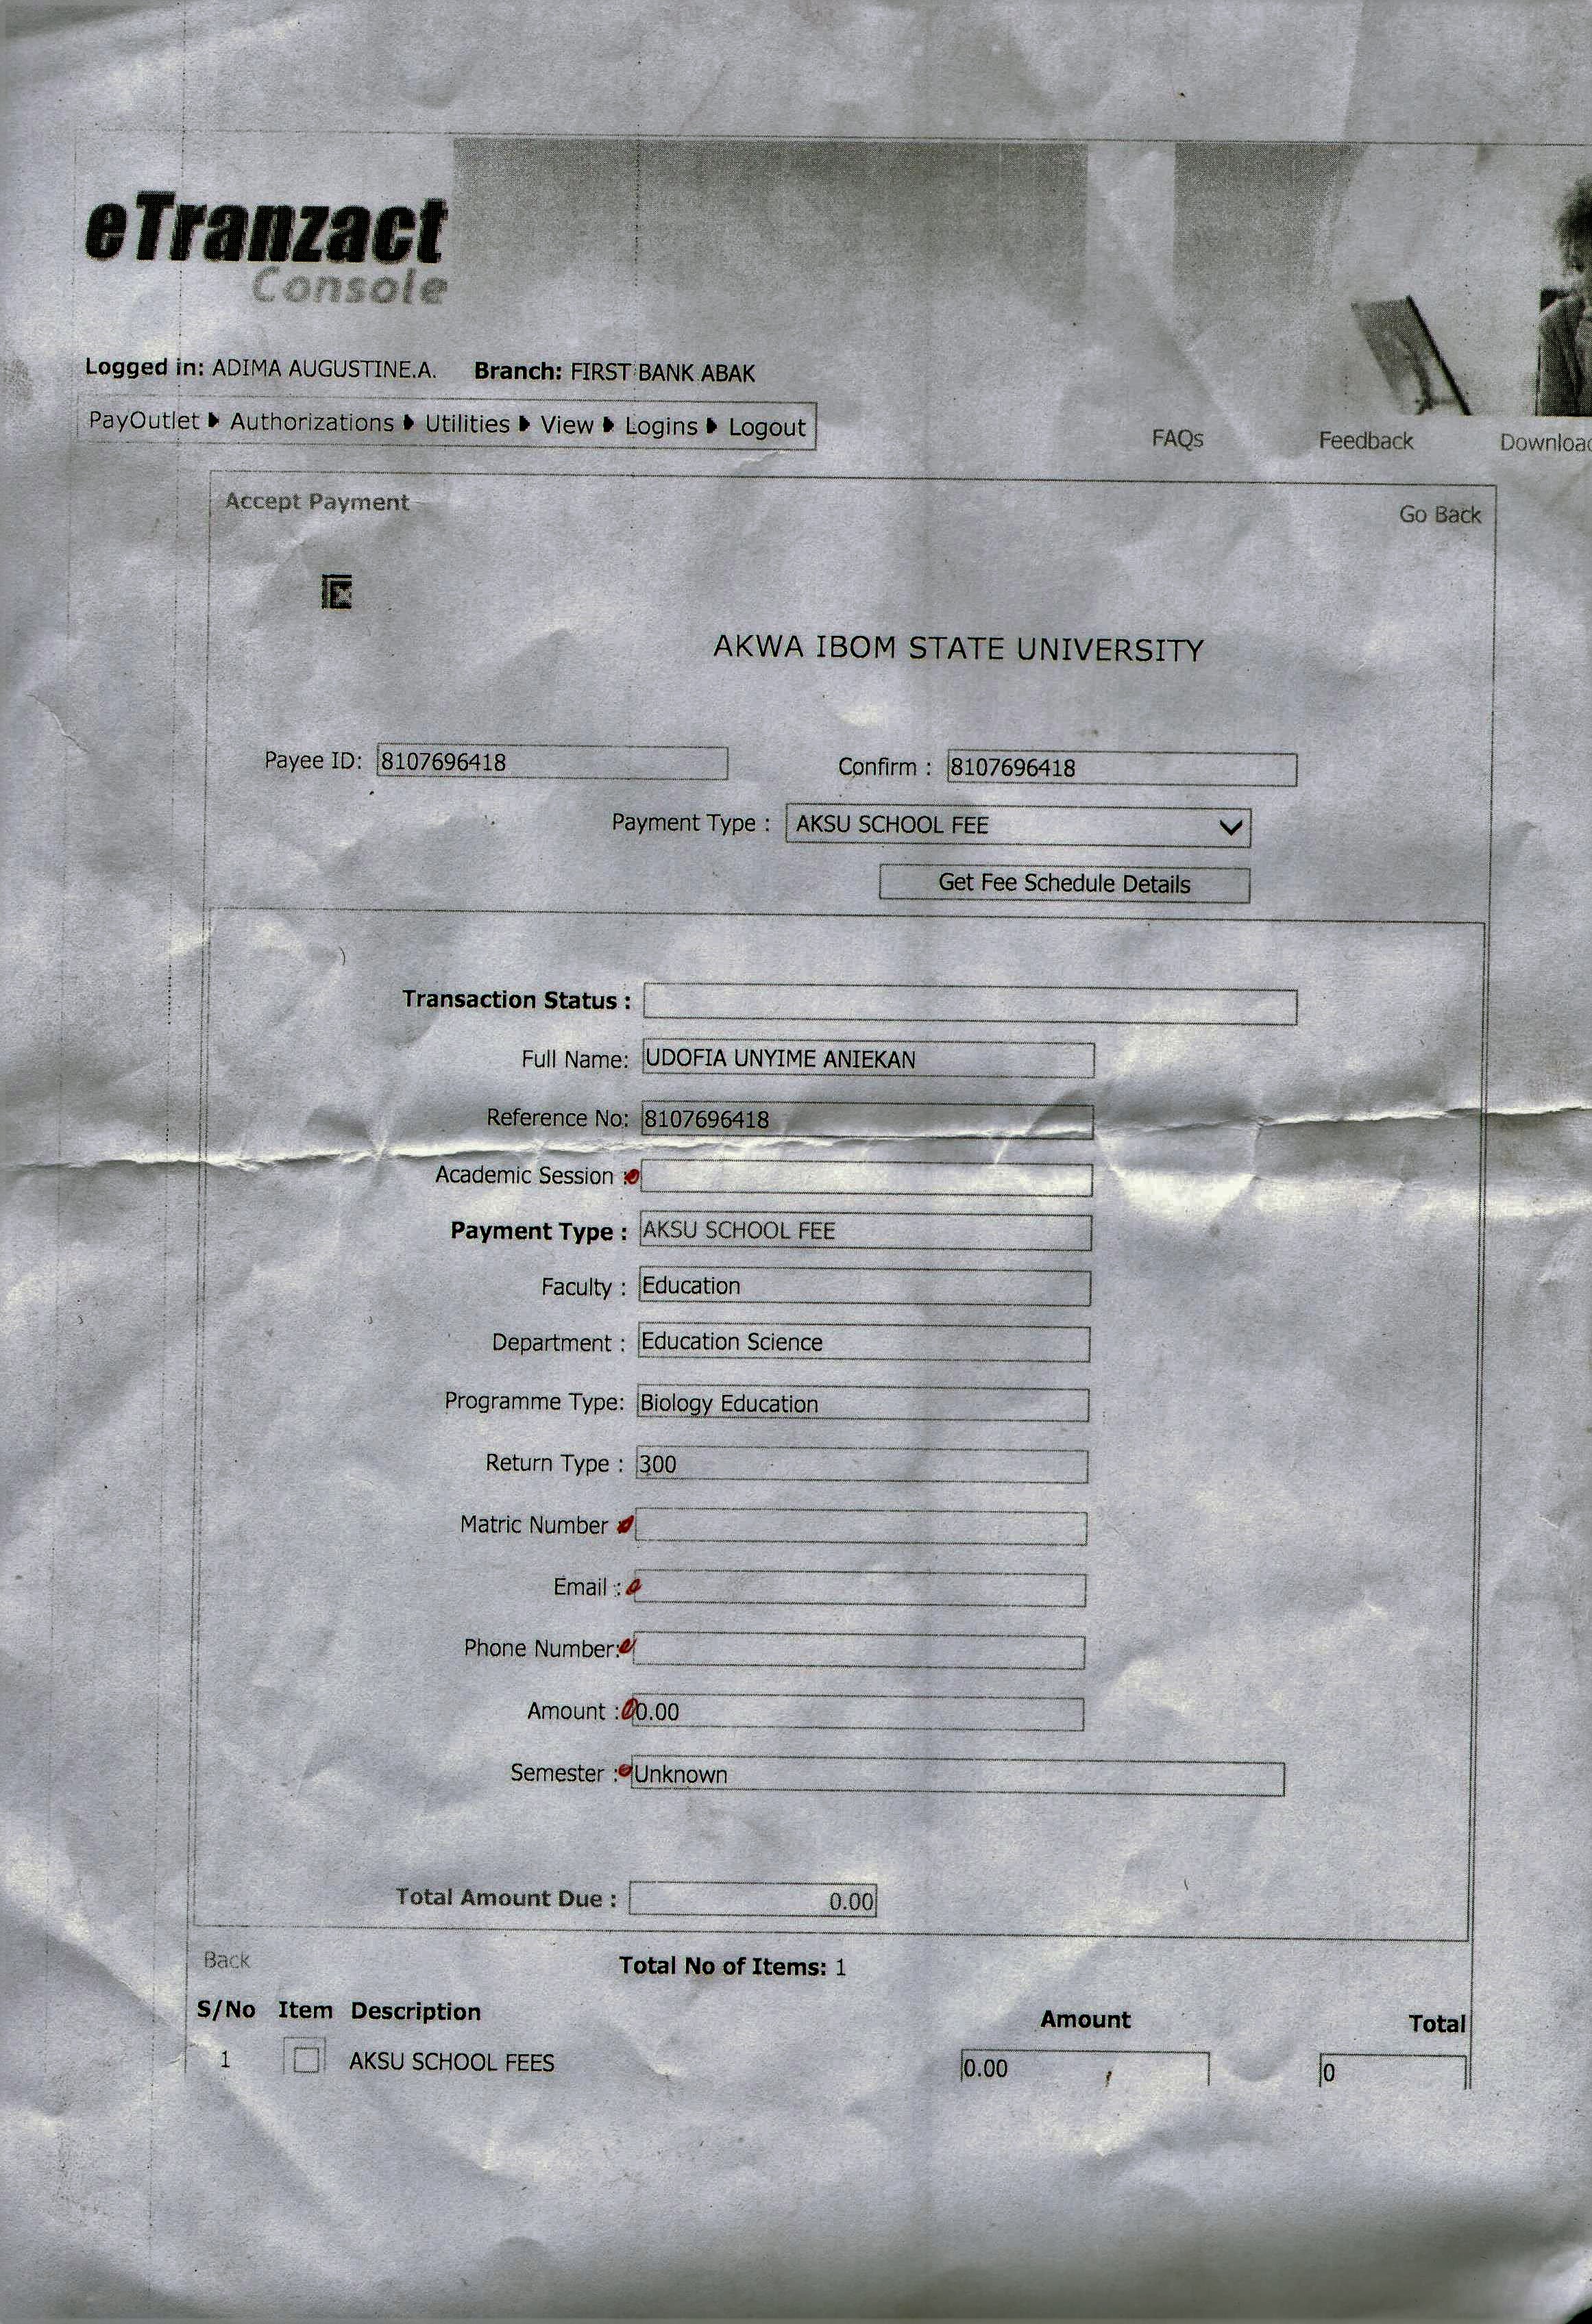 eTranzact
Console
Logged in: ADIMA AUGUSTINE.A. Branch: FIRST BANK ABAK
PayOutlet Authorizations Utilities View Logins Logout
FAQs Feedback Downloa
Accept Payment
Go Back
AKWA IBOM STATE UNIVERSITY
Payee ID: 8107696418 Confirm : 8107696418
Payment Type : AKSU SCHOOL FEE
Get Fee Schedule Details
Transaction Status :
Full Name: UDOFIA UNYIME ANIEKAN
Reference No: 8107696418
Academic Session :
Payment Type : AKSU SCHOOL FEE
Faculty : Education
Department : Education Science
Programme Type: Biology Education
Return Type : 300
Matric Number
Email :
Phone Number:
Amount : 0.00
Semester : Unknown
Total Amount Due : 0.00
Back Total No of Items: 1
S/No Item Description Amount Total
1 AKSU SCHOOL FEES 0.00 0